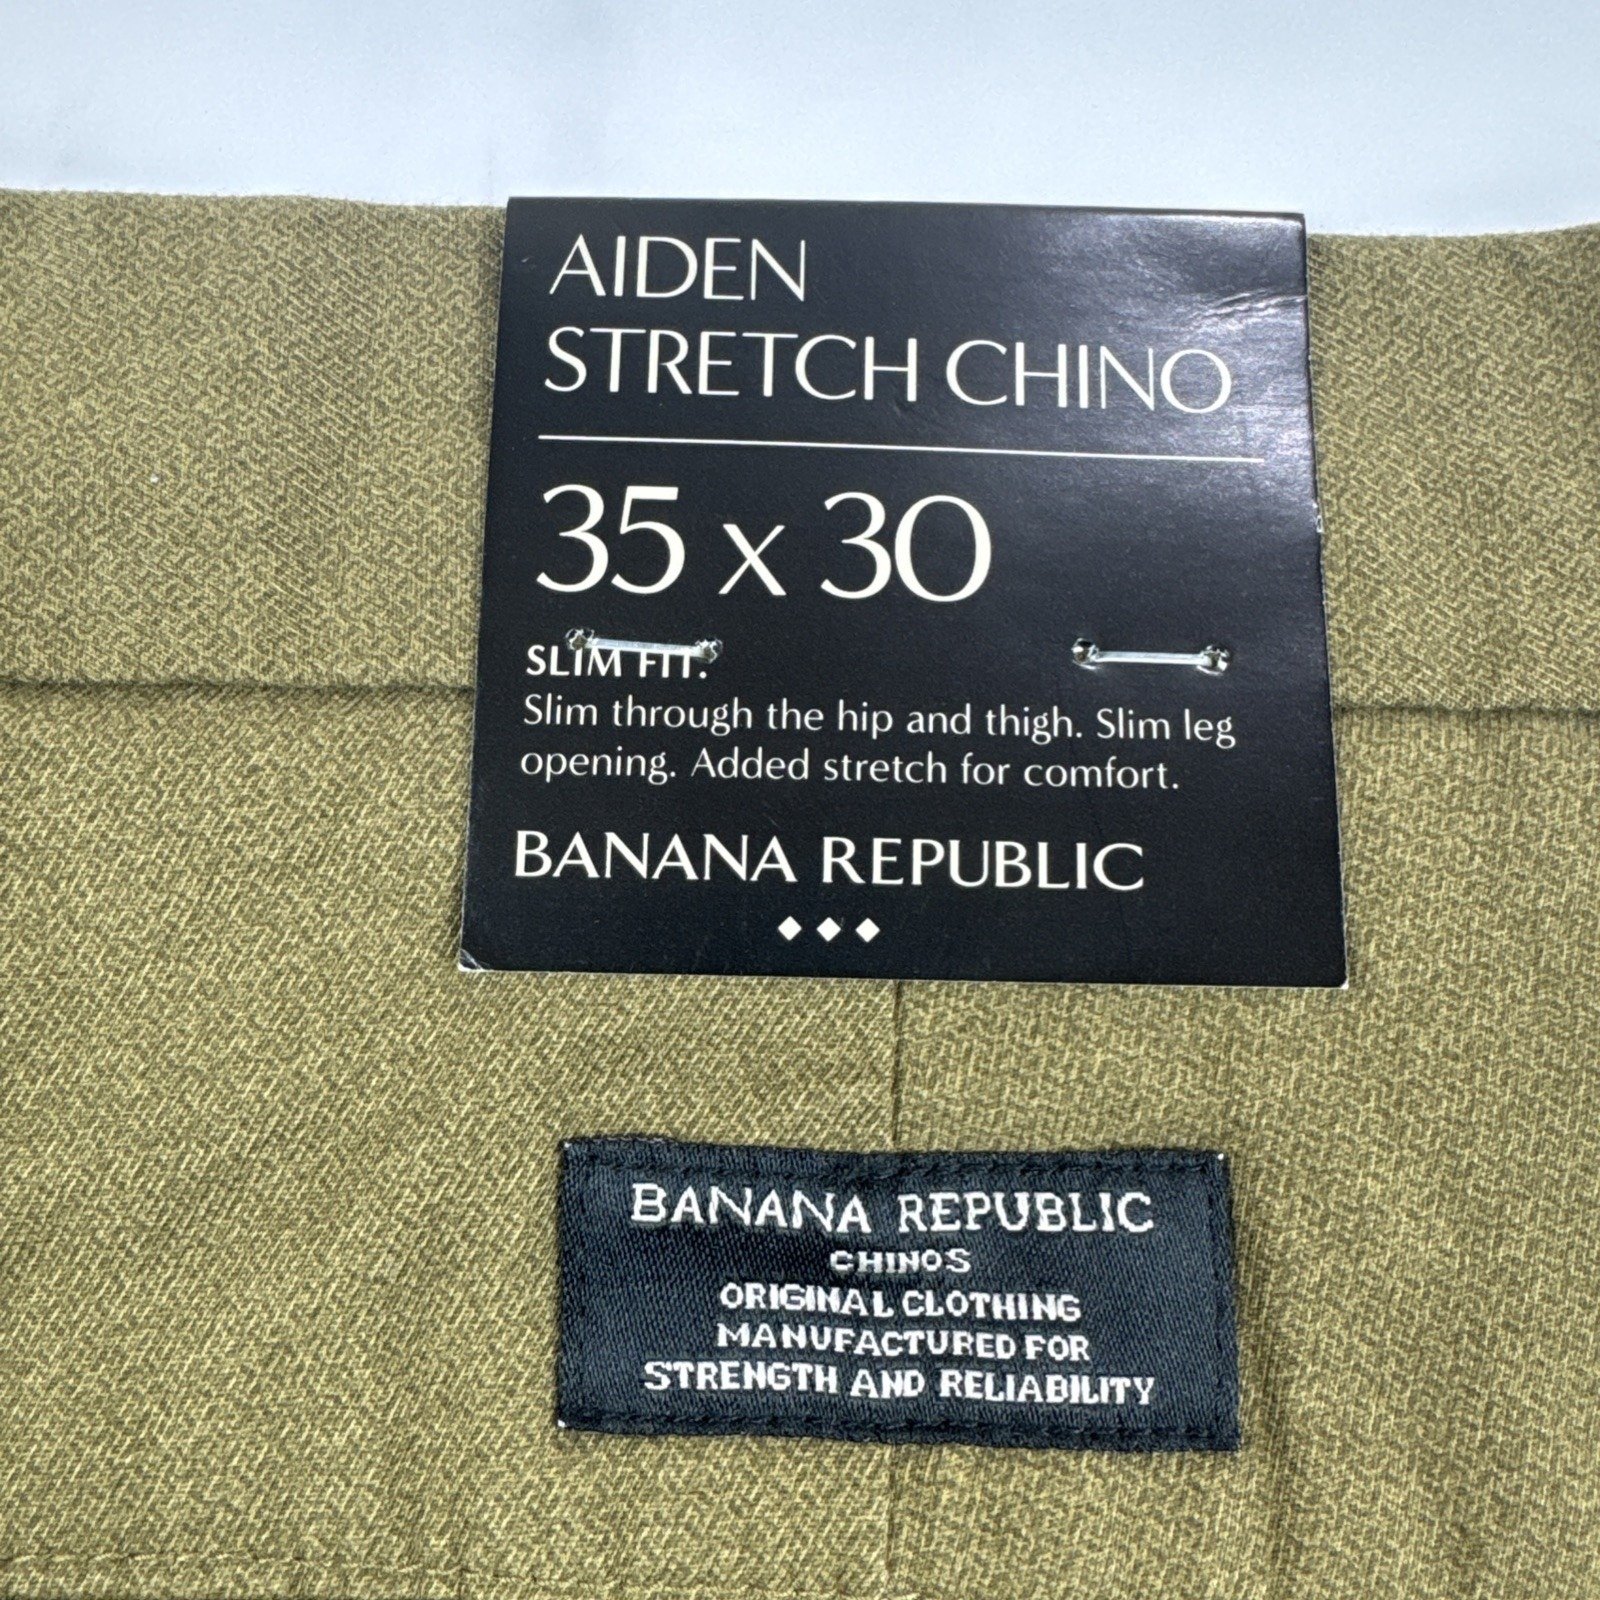 AIDEN
STRETCH CHINO
35 x 30
SLIM FIT.
Slim through the hip and thigh. Slim leg
opening. Added stretch for comfort.
BANANA REPUBLIC
BANANA REPUBLIC
CHINOS
ORIGINAL CLOTHING
MANUFACTURED FOR
STRENGTH AND RELIABILITY